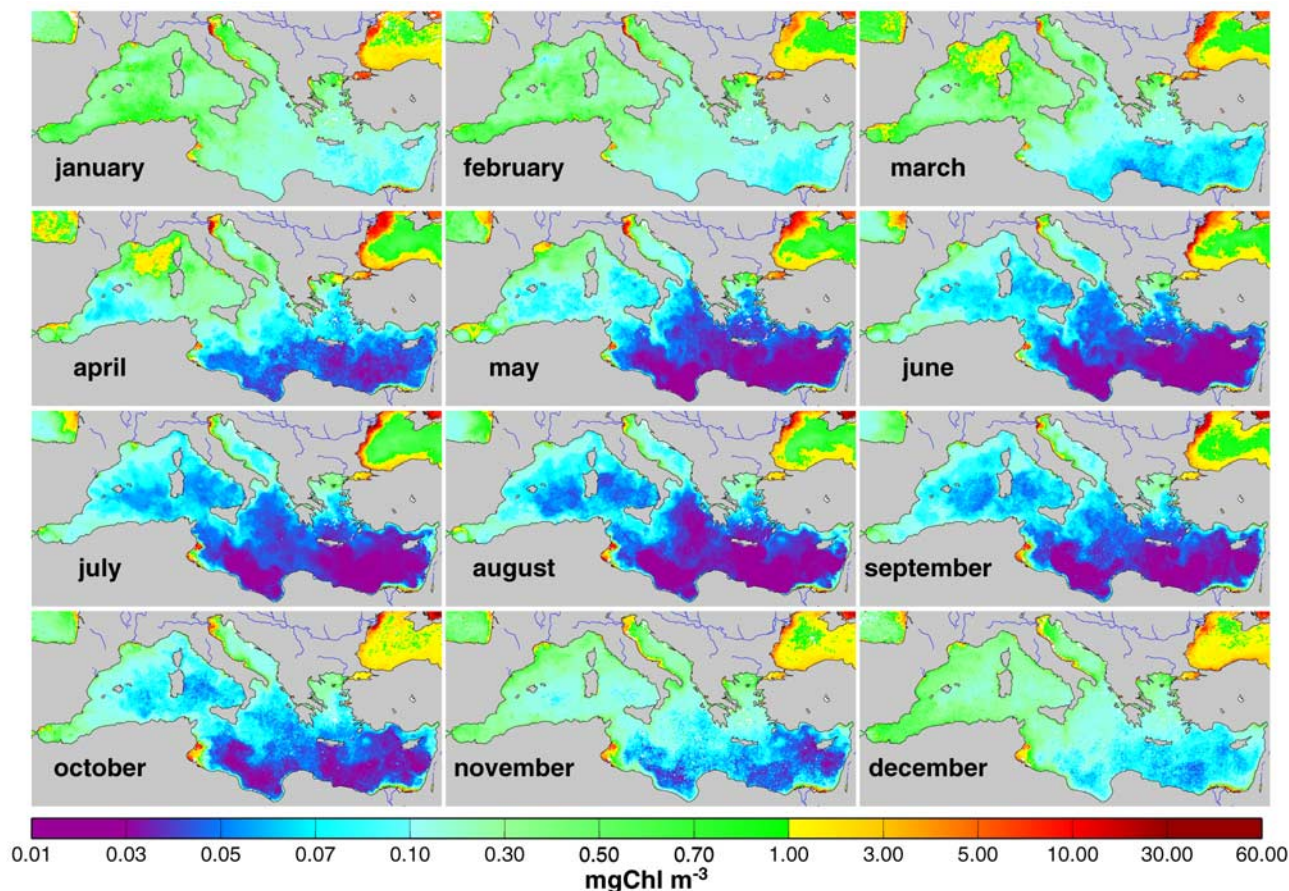 january february march
april may june
july august september
october november december
0.01 0.03 0.05 0.07 0.10 0.30 0.50 0.70 1.00 3.00 5.00 10.00 30.00 60.00
mgChl m⁻³